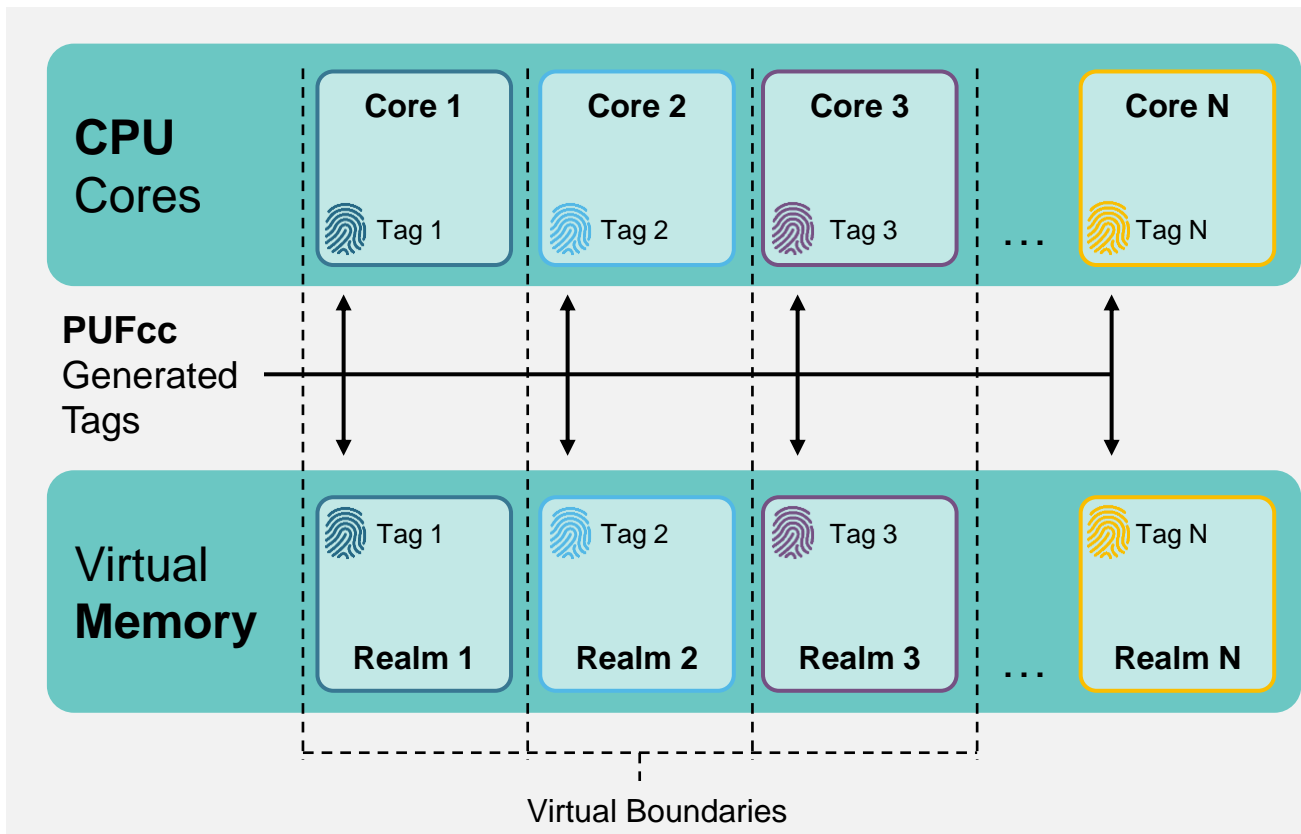 CPU
Cores
Core 1
Core 2
Core 3
Core N
Tag 1
Tag 2
Tag 3
...
Tag N
PUFcc
Generated
Tags
Virtual
Memory
Tag 1
Tag 2
Tag 3
Tag N
Realm 1
Realm 2
Realm 3
...
Realm N
Virtual Boundaries